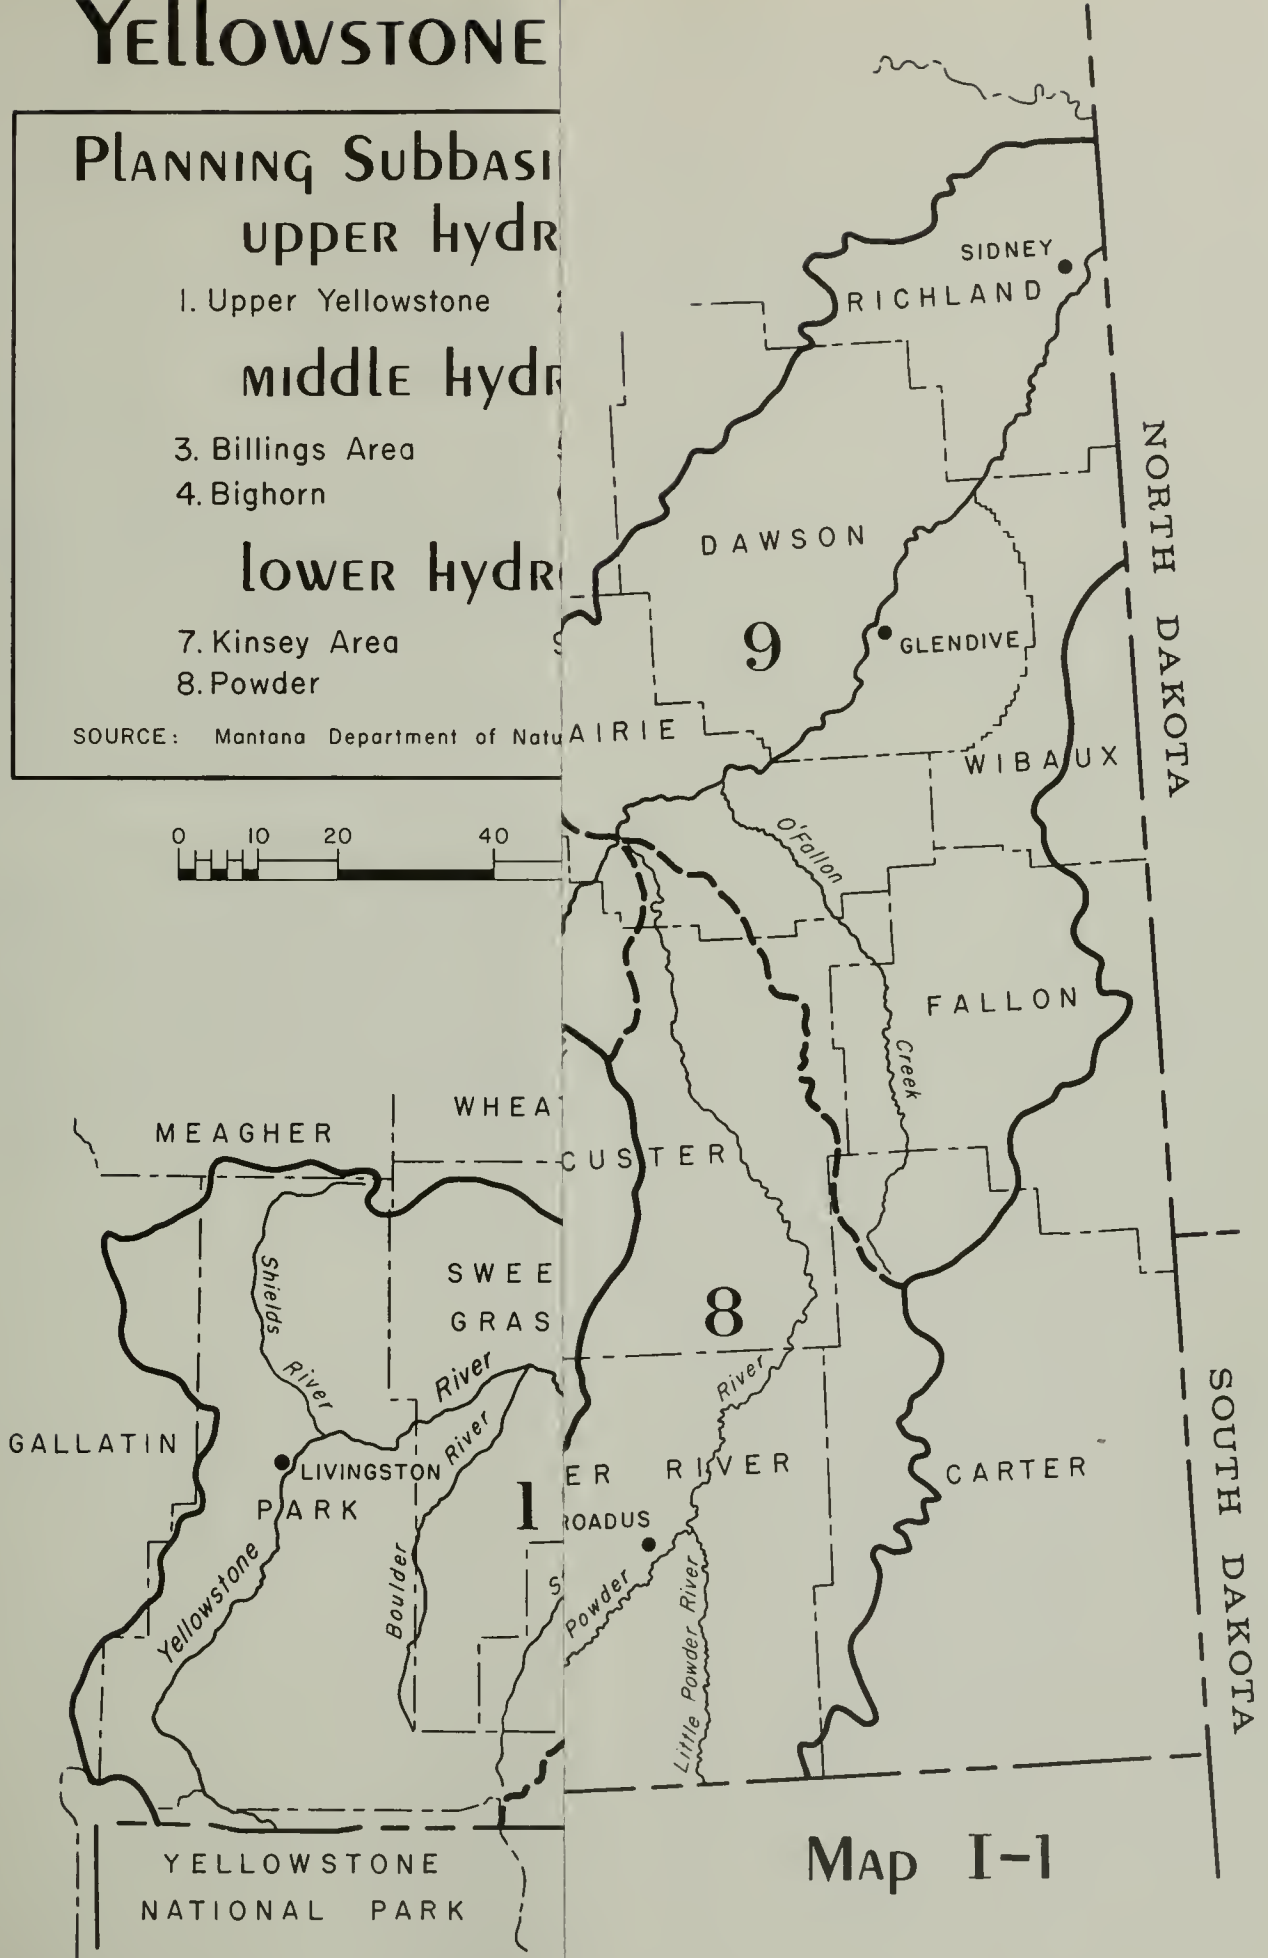 Yellowstone
Planning Subbasi
upper hydr
1. Upper Yellowstone
middle hydr
3. Billings Area
4. Bighorn
lower hydr
7. Kinsey Area
8. Powder
SOURCE: Mantana Department of Natu
0 10 20 40
SIDNEY
RICHLAND
NORTH DAKOTA
DAWSON
9
GLENDIVE
AIRIE
WIBAUX
O'Fallon
Creek
FALLON
MEAGHER
WHEA
CUSTER
Shields
River
SWEE
GRAS
8
River
River
River
GALLATIN
LIVINGSTON
PARK
1
ER RIVER
ROADUS
CARTER
SOUTH DAKOTA
Yellowstone
Boulder
Powder
Little Powder River
YELLOWSTONE
NATIONAL PARK
Map I-1